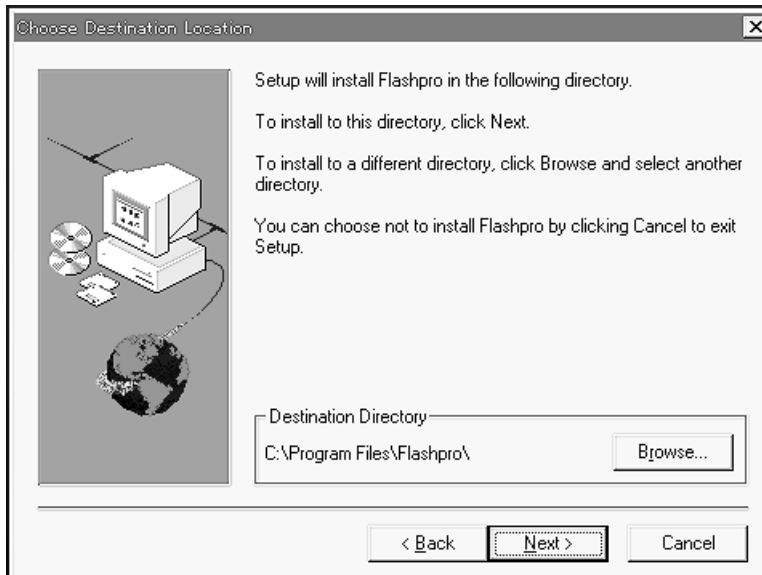 Choose Destination Location
Setup will install Flashpro in the following directory.
To install to this directory, click Next.
To install to a different directory, click Browse and select another
directory.
You can choose not to install Flashpro by clicking Cancel to exit
Setup.
Destination Directory
C:\Program Files\Flashpro\
Browse...
< Back
Next >
Cancel